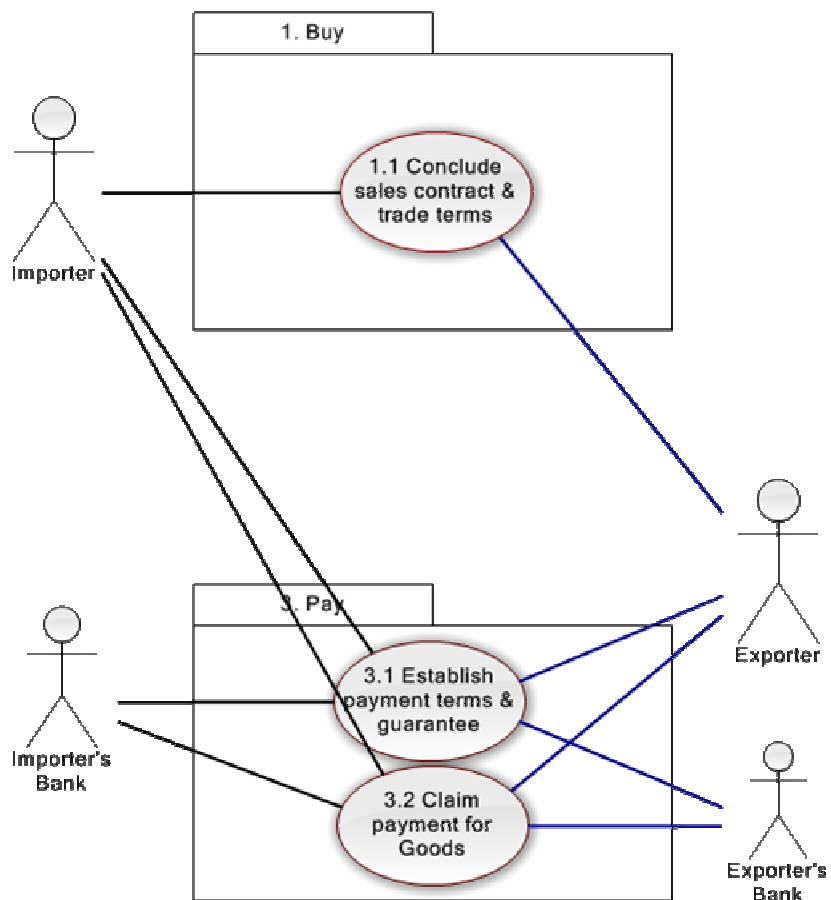 1. Buy
1.1 Conclude
sales contract &
trade terms
Importer
3. Pay
Exporter
3.1 Establish
payment terms &
guarantee
Importer's
Bank
3.2 Claim
payment for
Goods
Exporter's
Bank